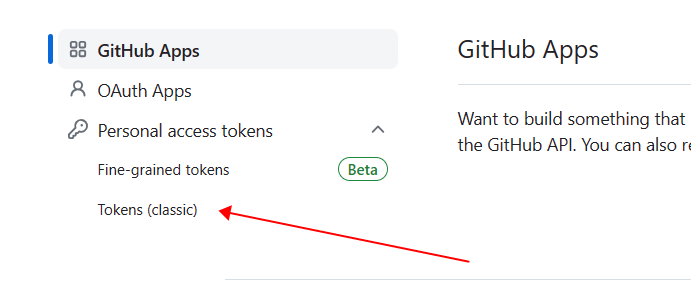 GitHub Apps
OAuth Apps
Personal access tokens
Fine-grained tokens
Beta
Tokens (classic)
GitHub Apps
Want to build something that
the GitHub API. You can also